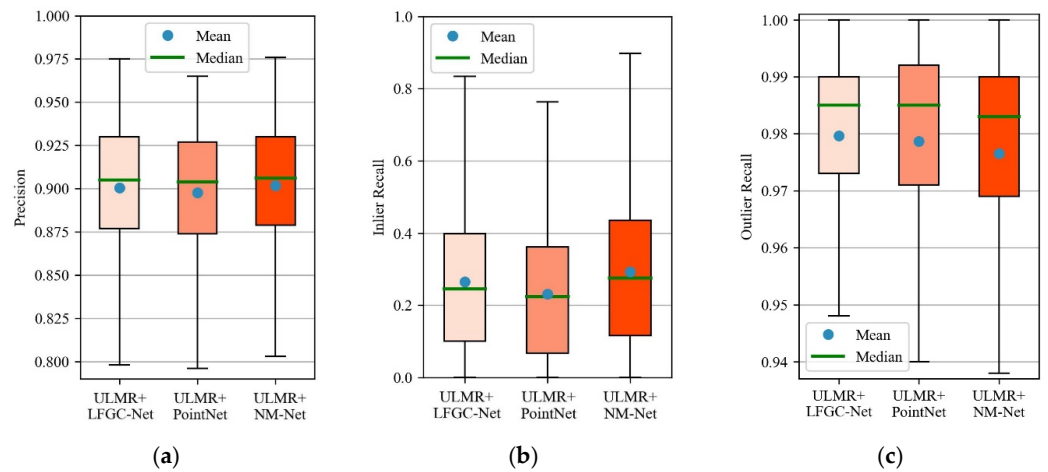 1.000
0.975
0.950
0.925
0.900
0.875
0.850
0.825
0.800
Precision
Mean
Median
ULMR+
LFGC-Net
ULMR+
PointNet
ULMR+
NM-Net
(a)
1.0
0.8
0.6
0.4
0.2
0.0
Inlier Recall
Mean
Median
ULMR+
LFGC-Net
ULMR+
PointNet
ULMR+
NM-Net
(b)
1.00
0.99
0.98
0.97
0.96
0.95
0.94
Outlier Recall
Mean
Median
ULMR+
LFGC-Net
ULMR+
PointNet
ULMR+
NM-Net
(c)